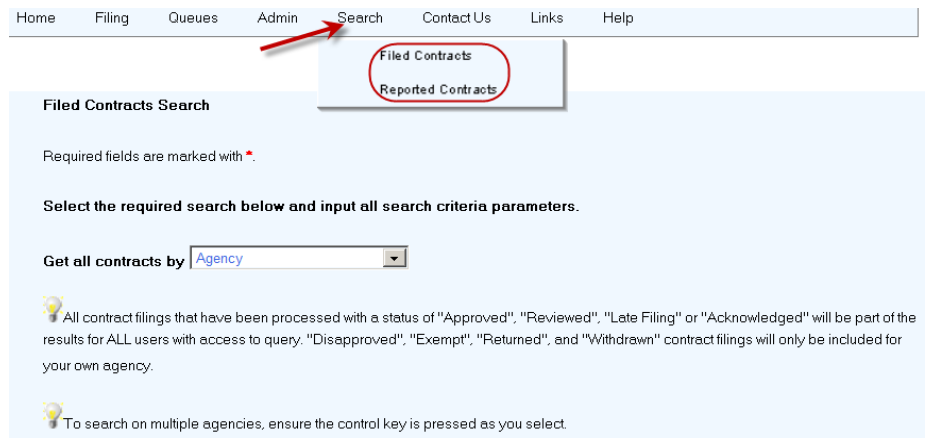 Home Filing Queues Admin Search Contact Us Links Help
Filed Contracts
Reported Contracts
Filed Contracts Search
Required fields are marked with *.
Select the required search below and input all search criteria parameters.
Get all contracts by Agency
All contract filings that have been processed with a status of "Approved", "Reviewed", "Late Filing" or "Acknowledged" will be part of the
results for ALL users with access to query. "Disapproved", "Exempt", "Returned", and "Withdrawn" contract filings will only be included for
your own agency.
To search on multiple agencies, ensure the control key is pressed as you select.